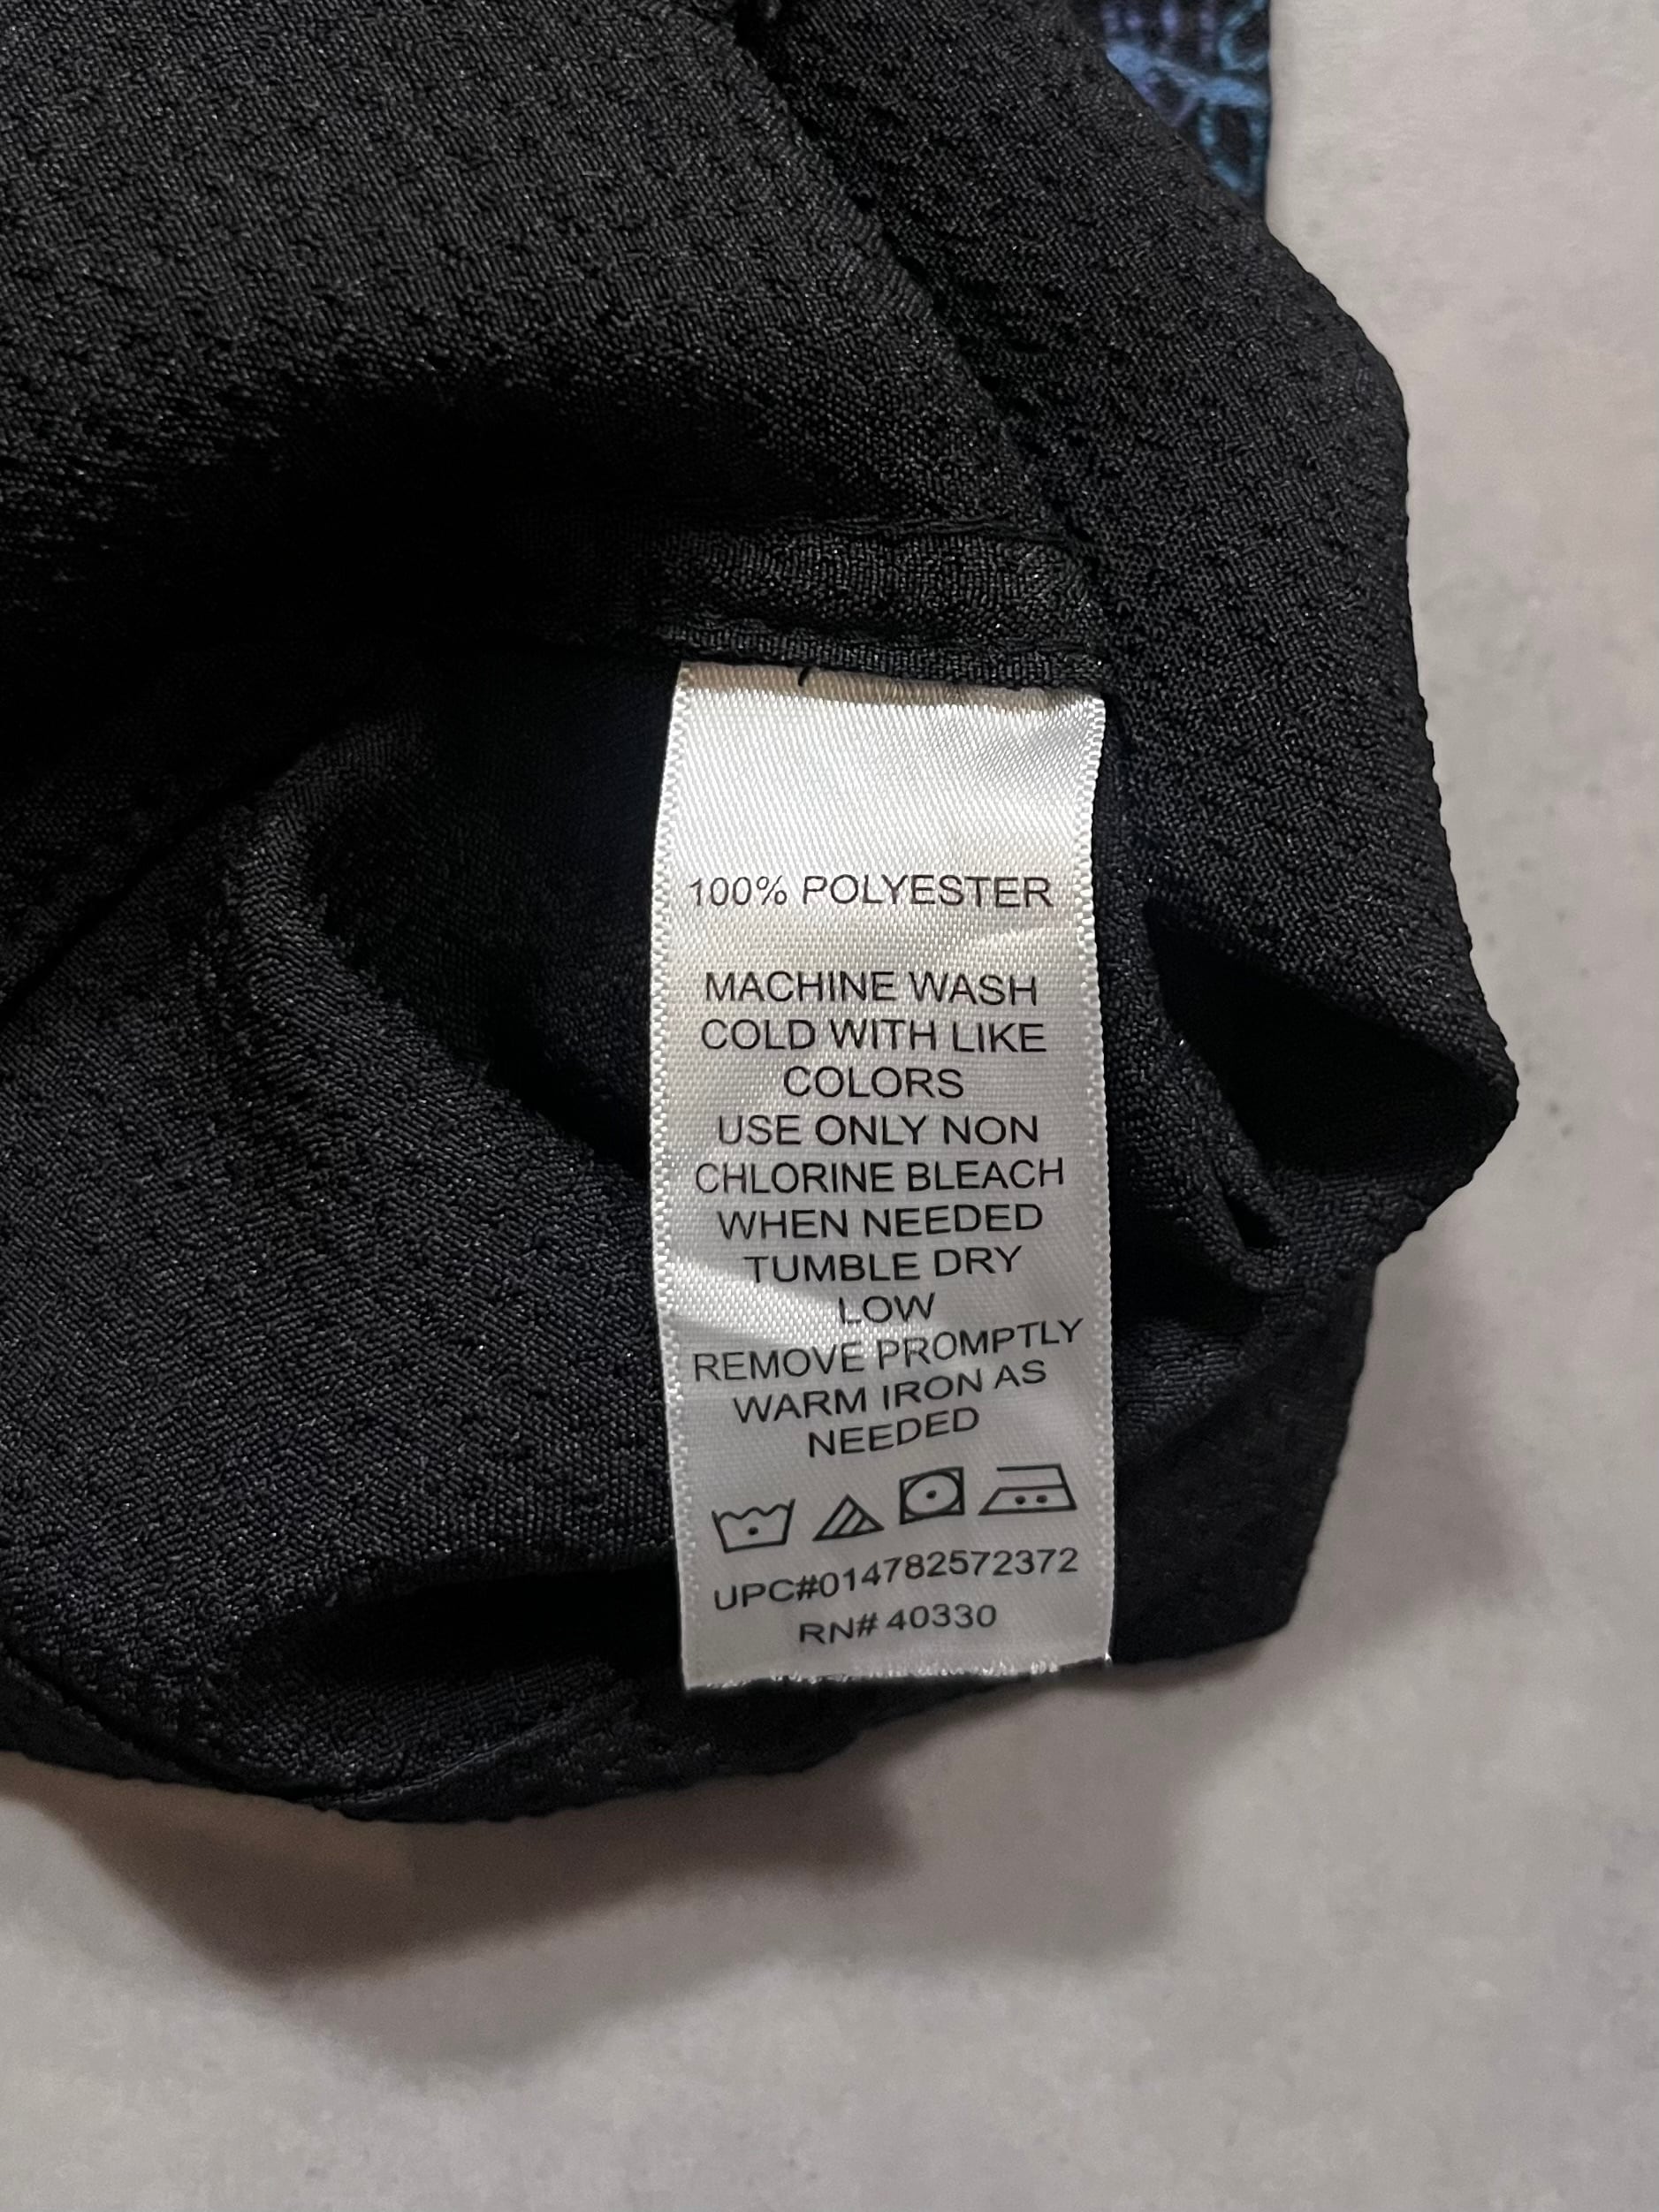 100% POLYESTER
MACHINE WASH
COLD WITH LIKE
COLORS
USE ONLY NON
CHLORINE BLEACH
WHEN NEEDED
TUMBLE DRY
LOW
REMOVE PROMPTLY
WARM IRON AS
NEEDED
UPC#014782572372
RN# 40330